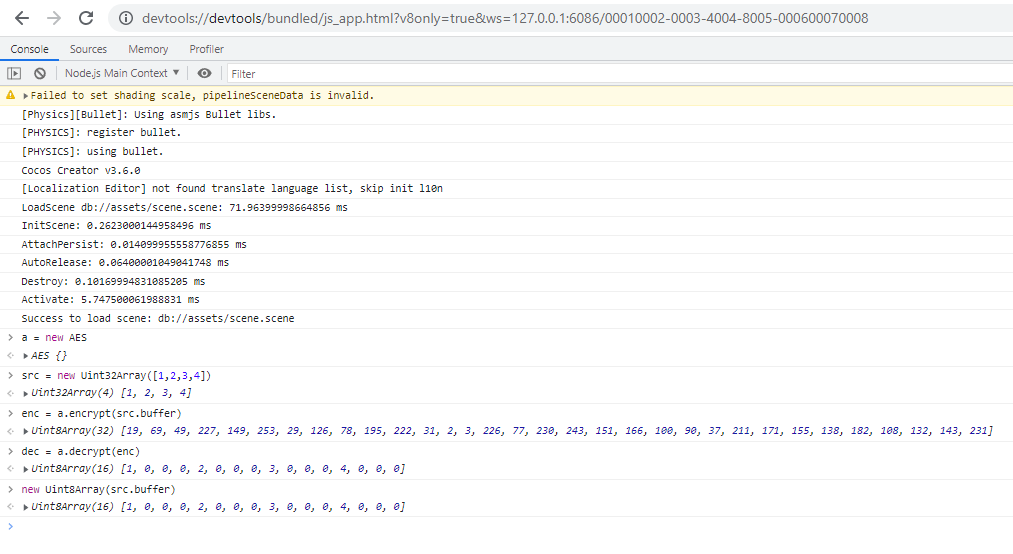 devtools://devtools/bundled/js_app.html?v8only=true&ws=127.0.0.1:6086/00010002-0003-4004-8005-000600070008
Console Sources Memory Profiler
Node.js Main Context Filter
Failed to set shading scale, pipelineSceneData is invalid.
[Physics][Bullet]: Using asmjs Bullet libs.
[PHYSICS]: register bullet.
[PHYSICS]: using bullet.
Cocos Creator v3.6.0
[Localization Editor] not found translate language list, skip init l10n
LoadScene db://assets/scene.scene: 71.96399998664856 ms
InitScene: 0.2623000144958496 ms
AttachPersist: 0.014099955558776855 ms
AutoRelease: 0.06400001049041748 ms
Destroy: 0.10169994831085205 ms
Activate: 5.747500061988831 ms
Success to load scene: db://assets/scene.scene
a = new AES
AES {}
src = new Uint32Array([1,2,3,4])
Uint32Array(4) [1, 2, 3, 4]
enc = a.encrypt(src.buffer)
Uint8Array(32) [19, 69, 49, 227, 149, 253, 29, 126, 78, 195, 222, 31, 2, 3, 226, 77, 230, 243, 151, 166, 100, 90, 37, 211, 171, 155, 138, 182, 108, 132, 143, 231]
dec = a.decrypt(enc)
Uint8Array(16) [1, 0, 0, 0, 2, 0, 0, 0, 3, 0, 0, 0, 4, 0, 0, 0]
new Uint8Array(src.buffer)
Uint8Array(16) [1, 0, 0, 0, 2, 0, 0, 0, 3, 0, 0, 0, 4, 0, 0, 0]